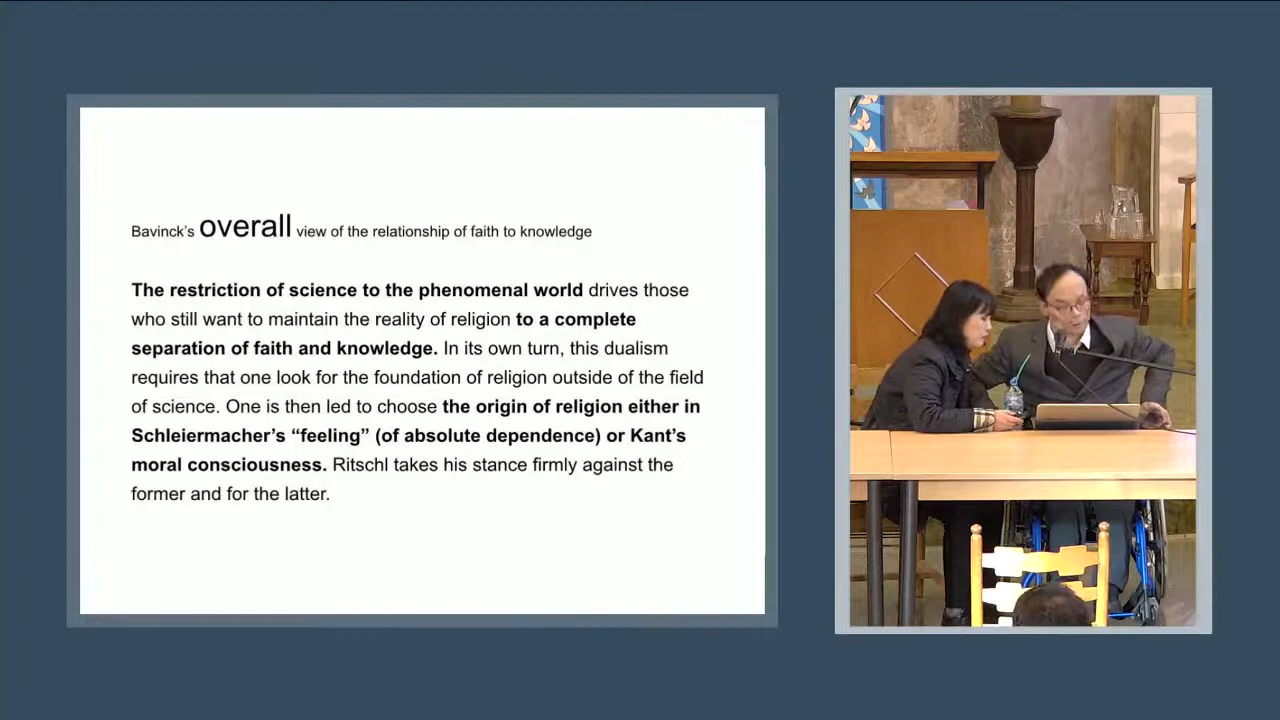 Bavinck's overall view of the relationship of faith to knowledge
The restriction of science to the phenomenal world drives those
who still want to maintain the reality of religion to a complete
separation of faith and knowledge. In its own turn, this dualism
requires that one look for the foundation of religion outside of the field
of science. One is then led to choose the origin of religion either in
Schleiermacher's “feeling” (of absolute dependence) or Kant's
moral consciousness. Ritschl takes his stance firmly against the
former and for the latter.